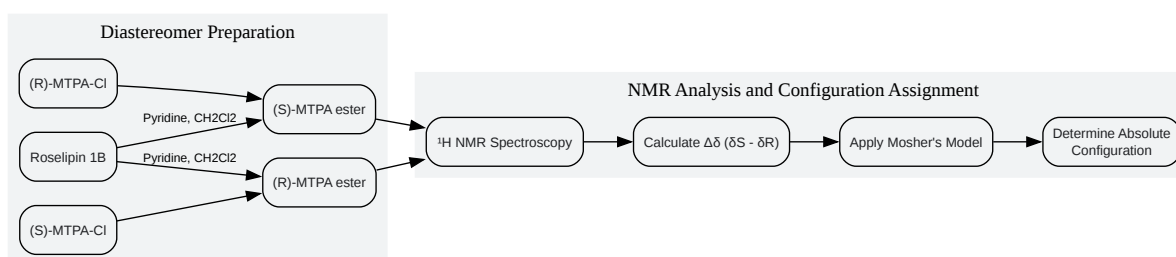 Diastereomer Preparation
(R)-MTPA-Cl
(S)-MTPA ester
Pyridine, CH2Cl2
Roselipin 1B
Pyridine, CH2Cl2
(R)-MTPA ester
(S)-MTPA-Cl
NMR Analysis and Configuration Assignment
¹H NMR Spectroscopy
Calculate Δδ (δS - δR)
Apply Mosher's Model
Determine Absolute
Configuration